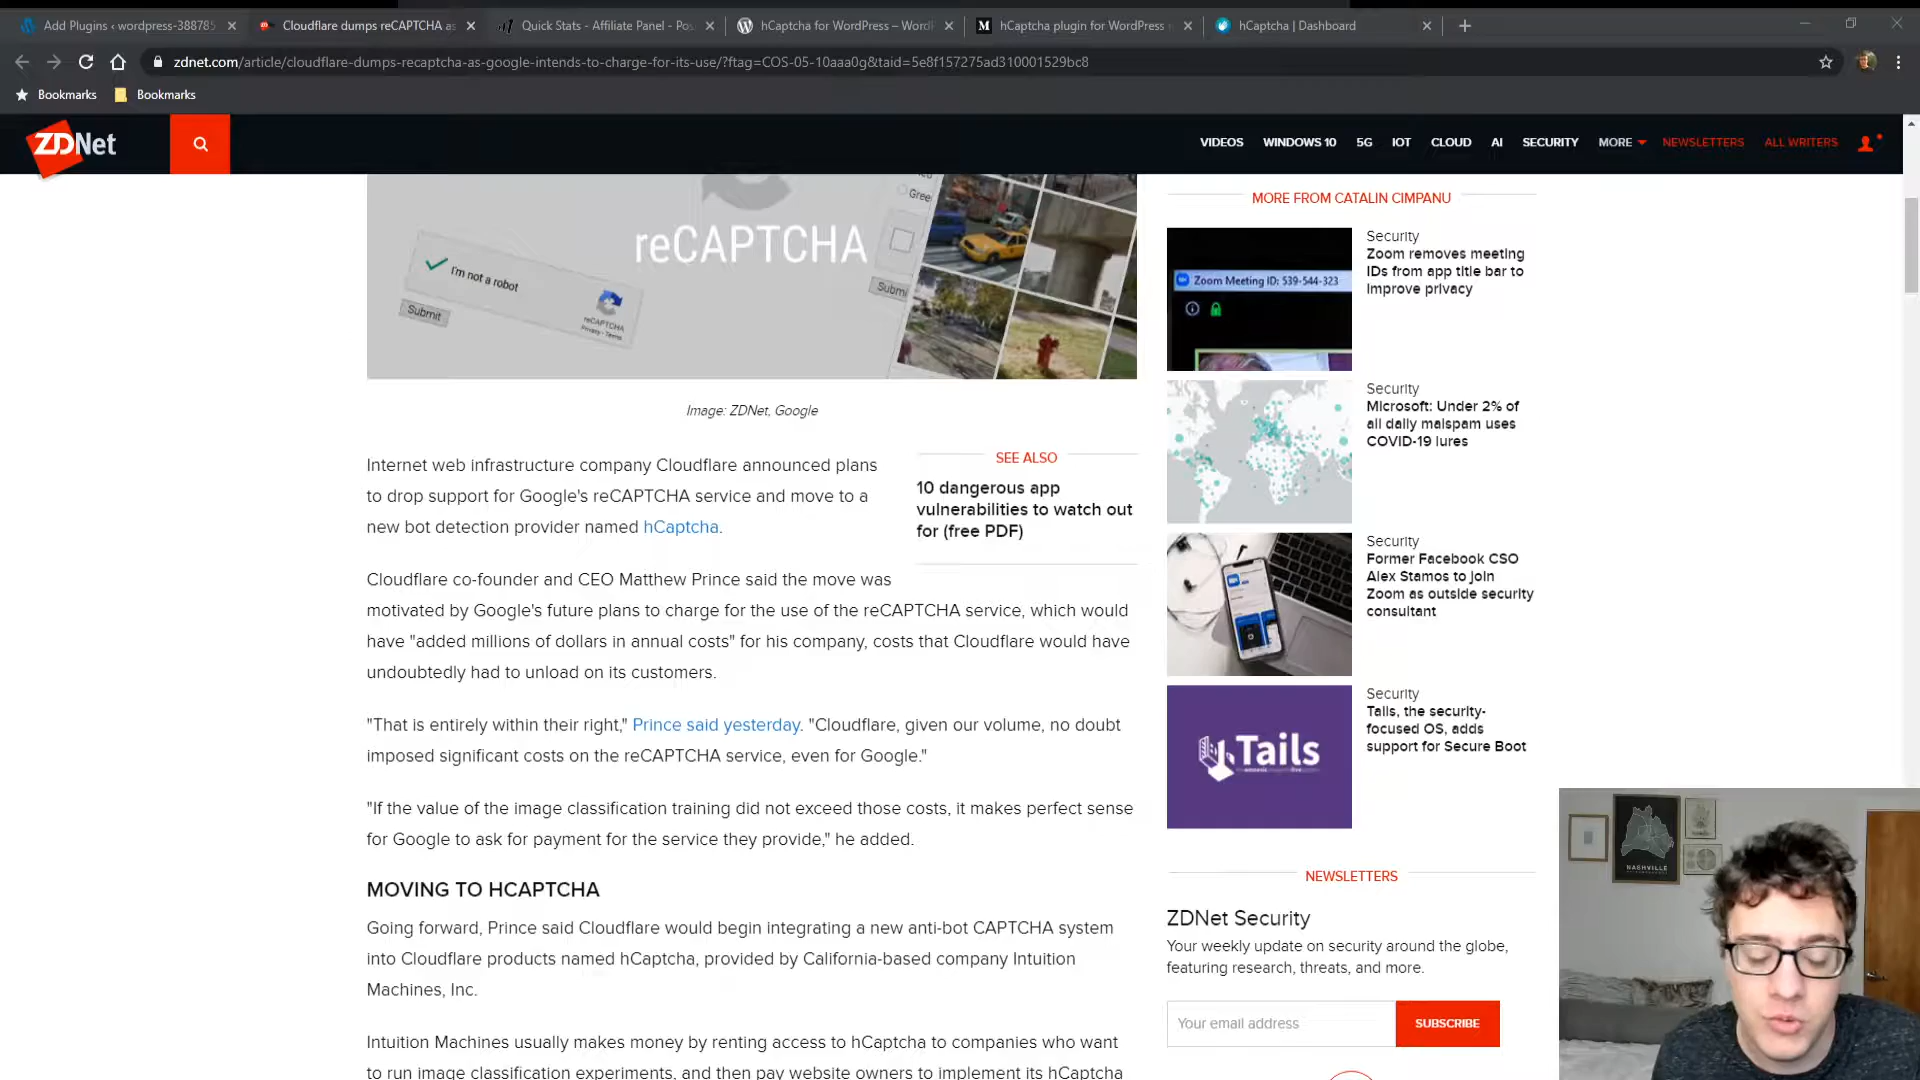 Add Plugins ‹ wordpress-388785
Cloudflare dumps reCAPTCHA as
Quick Stats - Affiliate Panel - Pos
hCaptcha for WordPress – WordP
hCaptcha plugin for WordPress
hCaptcha | Dashboard
zdnet.com/article/cloudflare-dumps-recaptcha-as-google-intends-to-charge-for-its-use/?ftag=COS-05-10aaa0g&taid=5e8f157275ad310001529bc8
Bookmarks
Bookmarks
ZDNet
VIDEOS
WINDOWS 10
5G
IOT
CLOUD
AI
SECURITY
MORE
NEWSLETTERS
ALL WRITERS
I'm not a robot
reCAPTCHA
Privacy - Terms
Submit
reCAPTCHA
Gree
Submi
Image: ZDNet, Google
Internet web infrastructure company Cloudflare announced plans
to drop support for Google's reCAPTCHA service and move to a
new bot detection provider named hCaptcha.
SEE ALSO
10 dangerous app
vulnerabilities to watch out
for (free PDF)
Cloudflare co-founder and CEO Matthew Prince said the move was
motivated by Google's future plans to charge for the use of the reCAPTCHA service, which would
have "added millions of dollars in annual costs" for his company, costs that Cloudflare would have
undoubtedly had to unload on its customers.
"That is entirely within their right," Prince said yesterday. "Cloudflare, given our volume, no doubt
imposed significant costs on the reCAPTCHA service, even for Google."
"If the value of the image classification training did not exceed those costs, it makes perfect sense
for Google to ask for payment for the service they provide," he added.
MOVING TO HCAPTCHA
Going forward, Prince said Cloudflare would begin integrating a new anti-bot CAPTCHA system
into Cloudflare products named hCaptcha, provided by California-based company Intuition
Machines, Inc.
Intuition Machines usually makes money by renting access to hCaptcha to companies who want
to run image classification experiments, and then pay website owners to implement its hCaptcha
MORE FROM CATALIN CIMPANU
Zoom Meeting ID: 539-544-323
Security
Zoom removes meeting
IDs from app title bar to
improve privacy
Security
Microsoft: Under 2% of
all daily malspam uses
COVID-19 lures
Security
Former Facebook CSO
Alex Stamos to join
Zoom as outside security
consultant
Tails
Security
Tails, the security-
focused OS, adds
support for Secure Boot
NEWSLETTERS
ZDNet Security
Your weekly update on security around the globe,
featuring research, threats, and more.
Your email address
SUBSCRIBE
NASHVILLE